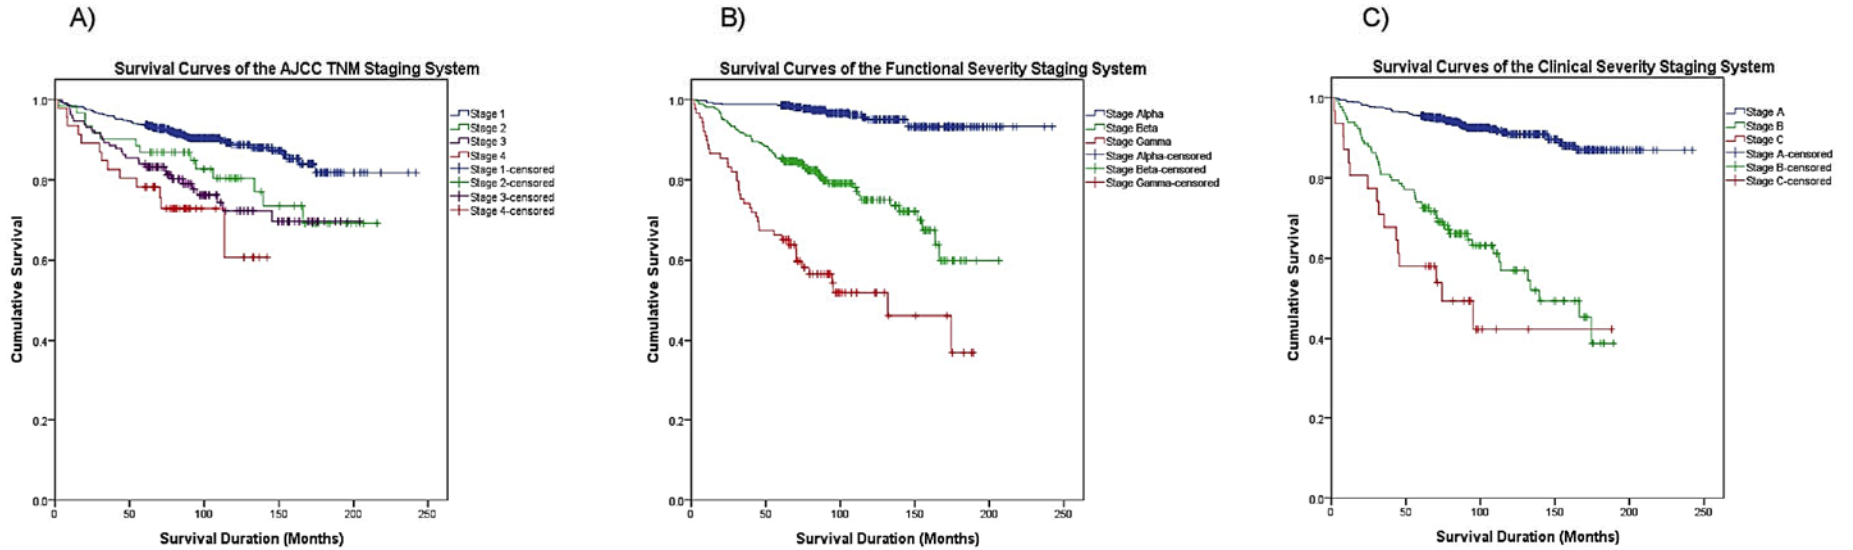 A)
Survival Curves of the AJCC TNM Staging System
1.0
0.8
0.6
0.4
0.2
0.0
0
50
100
150
200
250
Cumulative Survival
Survival Duration (Months)
Stage 1
Stage 2
Stage 3
Stage 4
Stage 1-censored
Stage 2-censored
Stage 3-censored
Stage 4-censored
B)
Survival Curves of the Functional Severity Staging System
1.0
0.8
0.6
0.4
0.2
0.0
0
50
100
150
200
250
Cumulative Survival
Survival Duration (Months)
Stage Alpha
Stage Beta
Stage Gamma
Stage Alpha-censored
Stage Beta-censored
Stage Gamma-censored
C)
Survival Curves of the Clinical Severity Staging System
1.0
0.8
0.6
0.4
0.2
0.0
0
50
100
150
200
250
Cumulative Survival
Survival Duration (Months)
Stage A
Stage B
Stage C
Stage A-censored
Stage B-censored
Stage C-censored